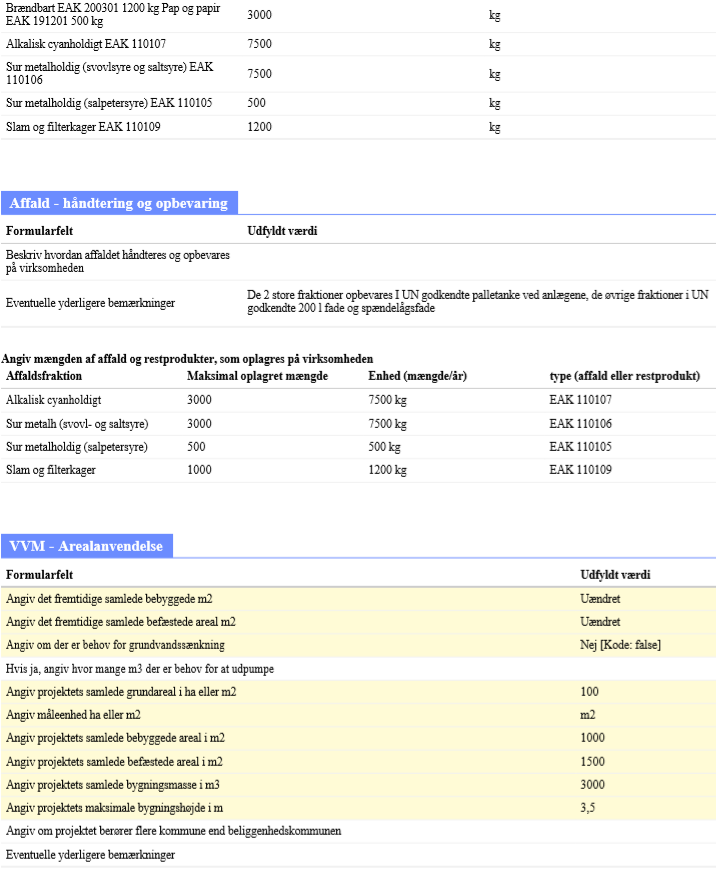 Brændbart EAK 200301 1200 kg Pap og papir
EAK 191201 500 kg 3000 kg
Alkalisk cyanholdigt EAK 110107 7500 kg
Sur metalholdig (svovlsyre og saltsyre) EAK
110106 7500 kg
Sur metalholdig (salpetersyre) EAK 110105 500 kg
Slam og filterkager EAK 110109 1200 kg
Affald - håndtering og opbevaring
Formularfelt Udfyldt værdi
Beskriv hvordan affaldet håndteres og opbevares
på virksomheden
Eventuelle yderligere bemærkninger De 2 store fraktioner opbevares I UN godkendte palletanke ved anlægene, de øvrige fraktioner i UN
godkendte 200 l fade og spændelågsfade
Angiv mængden af affald og restprodukter, som oplagres på virksomheden
Affaldsfraktion Maksimal oplagret mængde Enhed (mængde/år) type (affald eller restprodukt)
Alkalisk cyanholdigt 3000 7500 kg EAK 110107
Sur metalh (svovl- og saltsyre) 3000 7500 kg EAK 110106
Sur metalholdig (salpetersyre) 500 500 kg EAK 110105
Slam og filterkager 1000 1200 kg EAK 110109
VVM - Arealanvendelse
Formularfelt Udfyldt værdi
Angiv det fremtidige samlede bebyggede m2 Uændret
Angiv det fremtidige samlede befæstede areal m2 Uændret
Angiv om der er behov for grundvandssænkning Nej [Kode: false]
Hvis ja, angiv hvor mange m3 der er behov for at udpumpe
Angiv projektets samlede grundareal i ha eller m2 100
Angiv måleenhed ha eller m2 m2
Angiv projektets samlede bebyggede areal i m2 1000
Angiv projektets samlede befæstede areal i m2 1500
Angiv projektets samlede bygningsmasse i m3 3000
Angiv projektets maksimale bygningshøjde i m 3,5
Angiv om projektet berører flere kommune end beliggenhedskommunen
Eventuelle yderligere bemærkninger